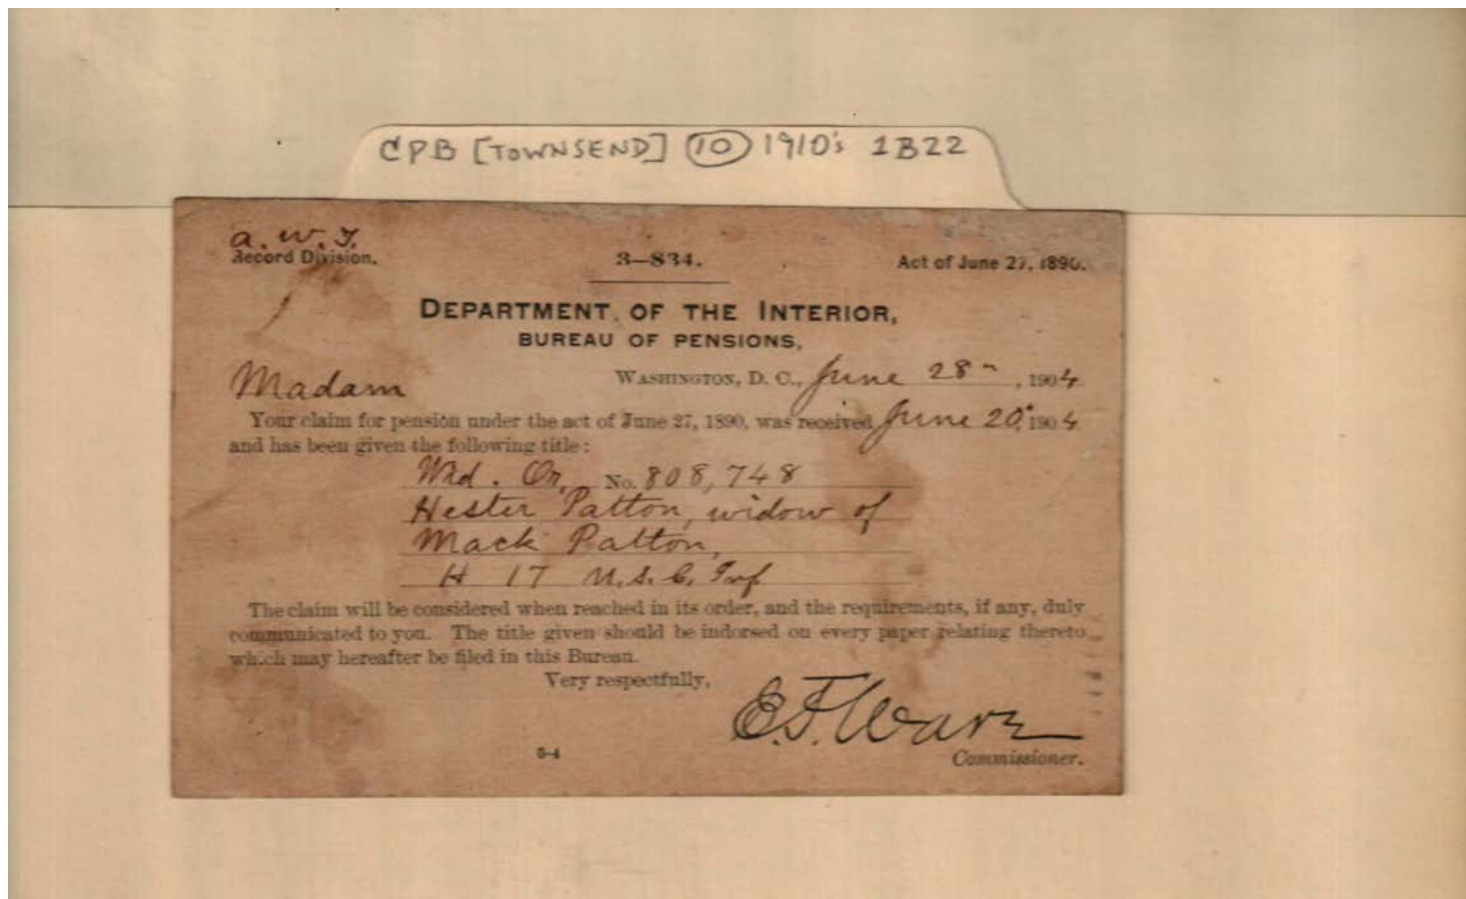 CPB [TOWNSEND] 10 1910's 1B22
a. w. J.
Record Division.
3—834.
Act of June 27, 1890.
DEPARTMENT OF THE INTERIOR,
BUREAU OF PENSIONS,
Madam
WASHINGTON, D. C., June 28", 1904
Your claim for pension under the act of June 27, 1890, was received June 20", 1904
and has been given the following title:
Wid. Or. No. 808,748
Hester Patton, widow of
Mack Patton,
H 17 U.S.C. Inf
The claim will be considered when reached in its order, and the requirements, if any, duly
communicated to you. The title given should be indorsed on every paper relating thereto
which may hereafter be filed in this Bureau.
Very respectfully,
E.F. Ware
Commissioner.